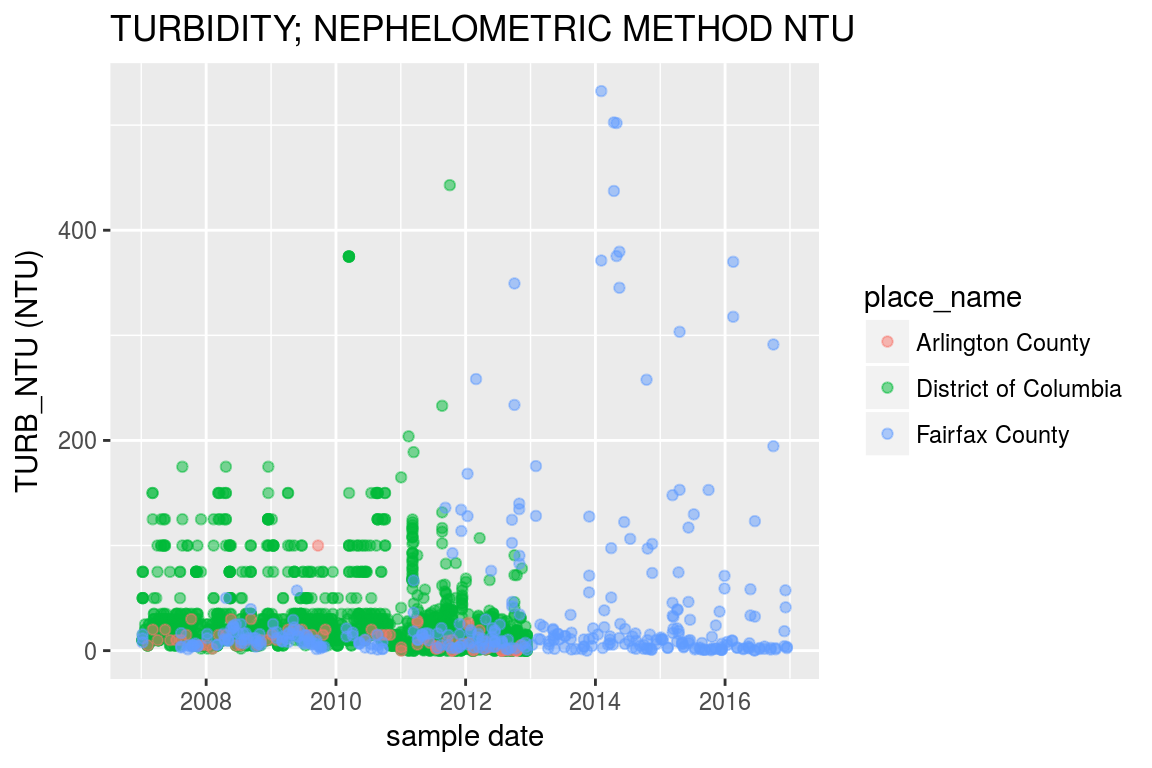 TURBIDITY; NEPHELOMETRIC METHOD NTU
TURB_NTU (NTU)
400
200
0
2008 2010 2012 2014 2016
sample date
place_name
Arlington County
District of Columbia
Fairfax County